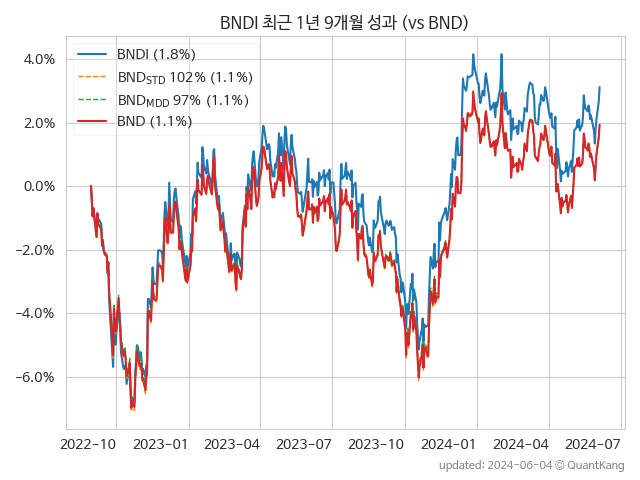 BNDI 최근 1년 9개월 성과 (vs BND)
4.0%
2.0%
0.0%
−2.0%
−4.0%
−6.0%
BNDI (1.8%)
BNDSTD 102% (1.1%)
BNDMDD 97% (1.1%)
BND (1.1%)
2022-10 2023-01 2023-04 2023-07 2023-10 2024-01 2024-04 2024-07
updated: 2024-06-04 © QuantKang